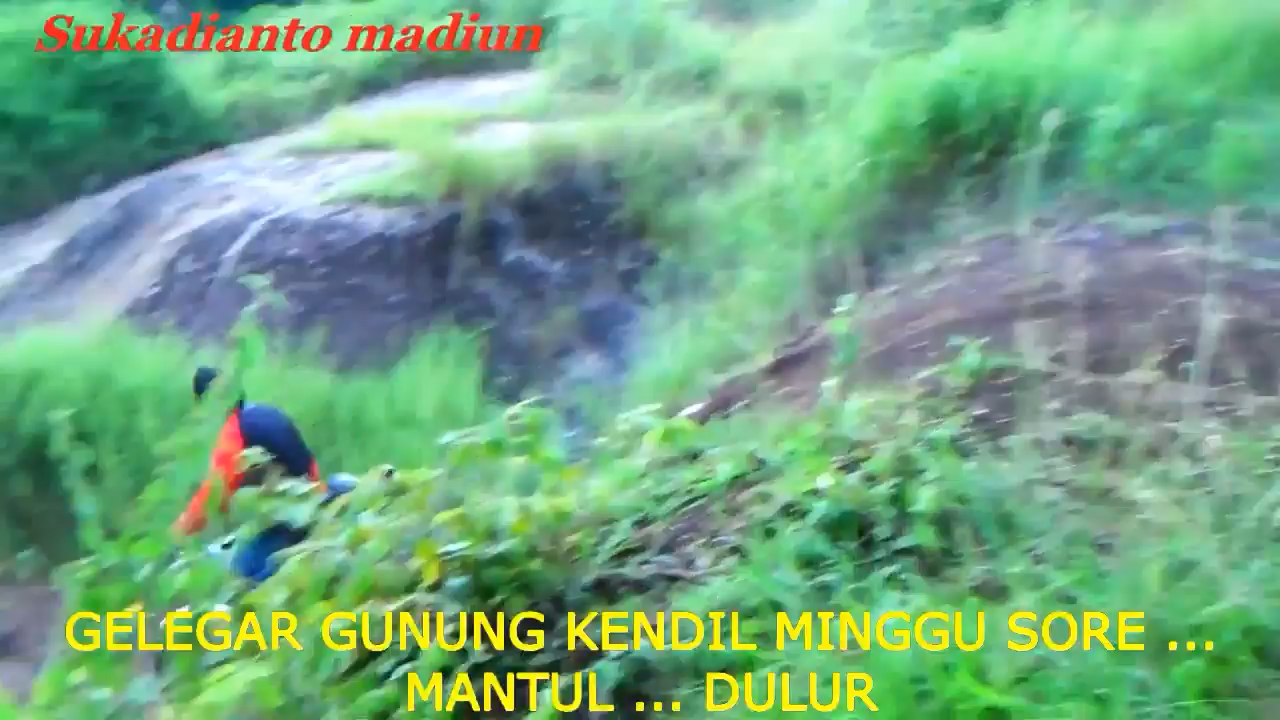 Sukadianto madiun
GELEGAR GUNUNG KENDIL MINGGU SORE ...
MANTUL ... DULUR